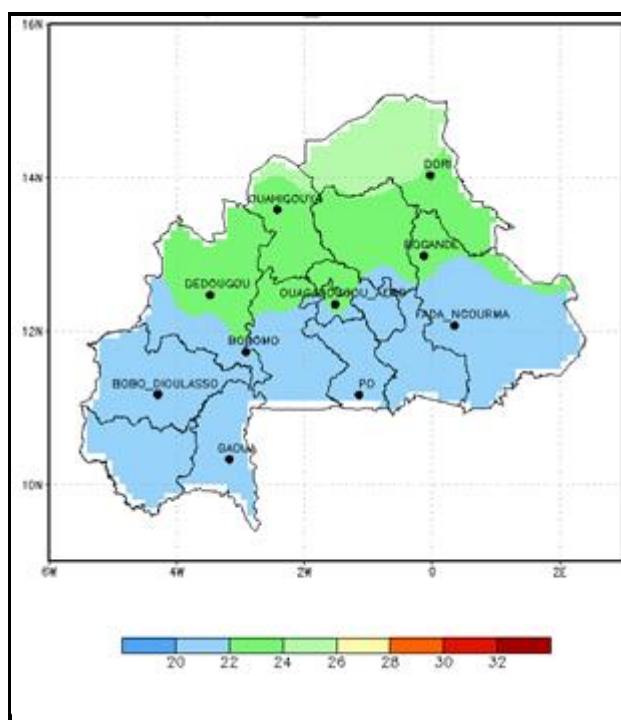 16N
14N
DORI
OUAHIGOUYA
BOGANDE
DEDOUGOU
OUAGADOUGOU_AERO
12N
FADA_NGOURMA
BOROMO
BOBO_DIOULASSO
PO
GAOUA
10N
6W 4W 2W 0 2E
20 22 24 26 28 30 32